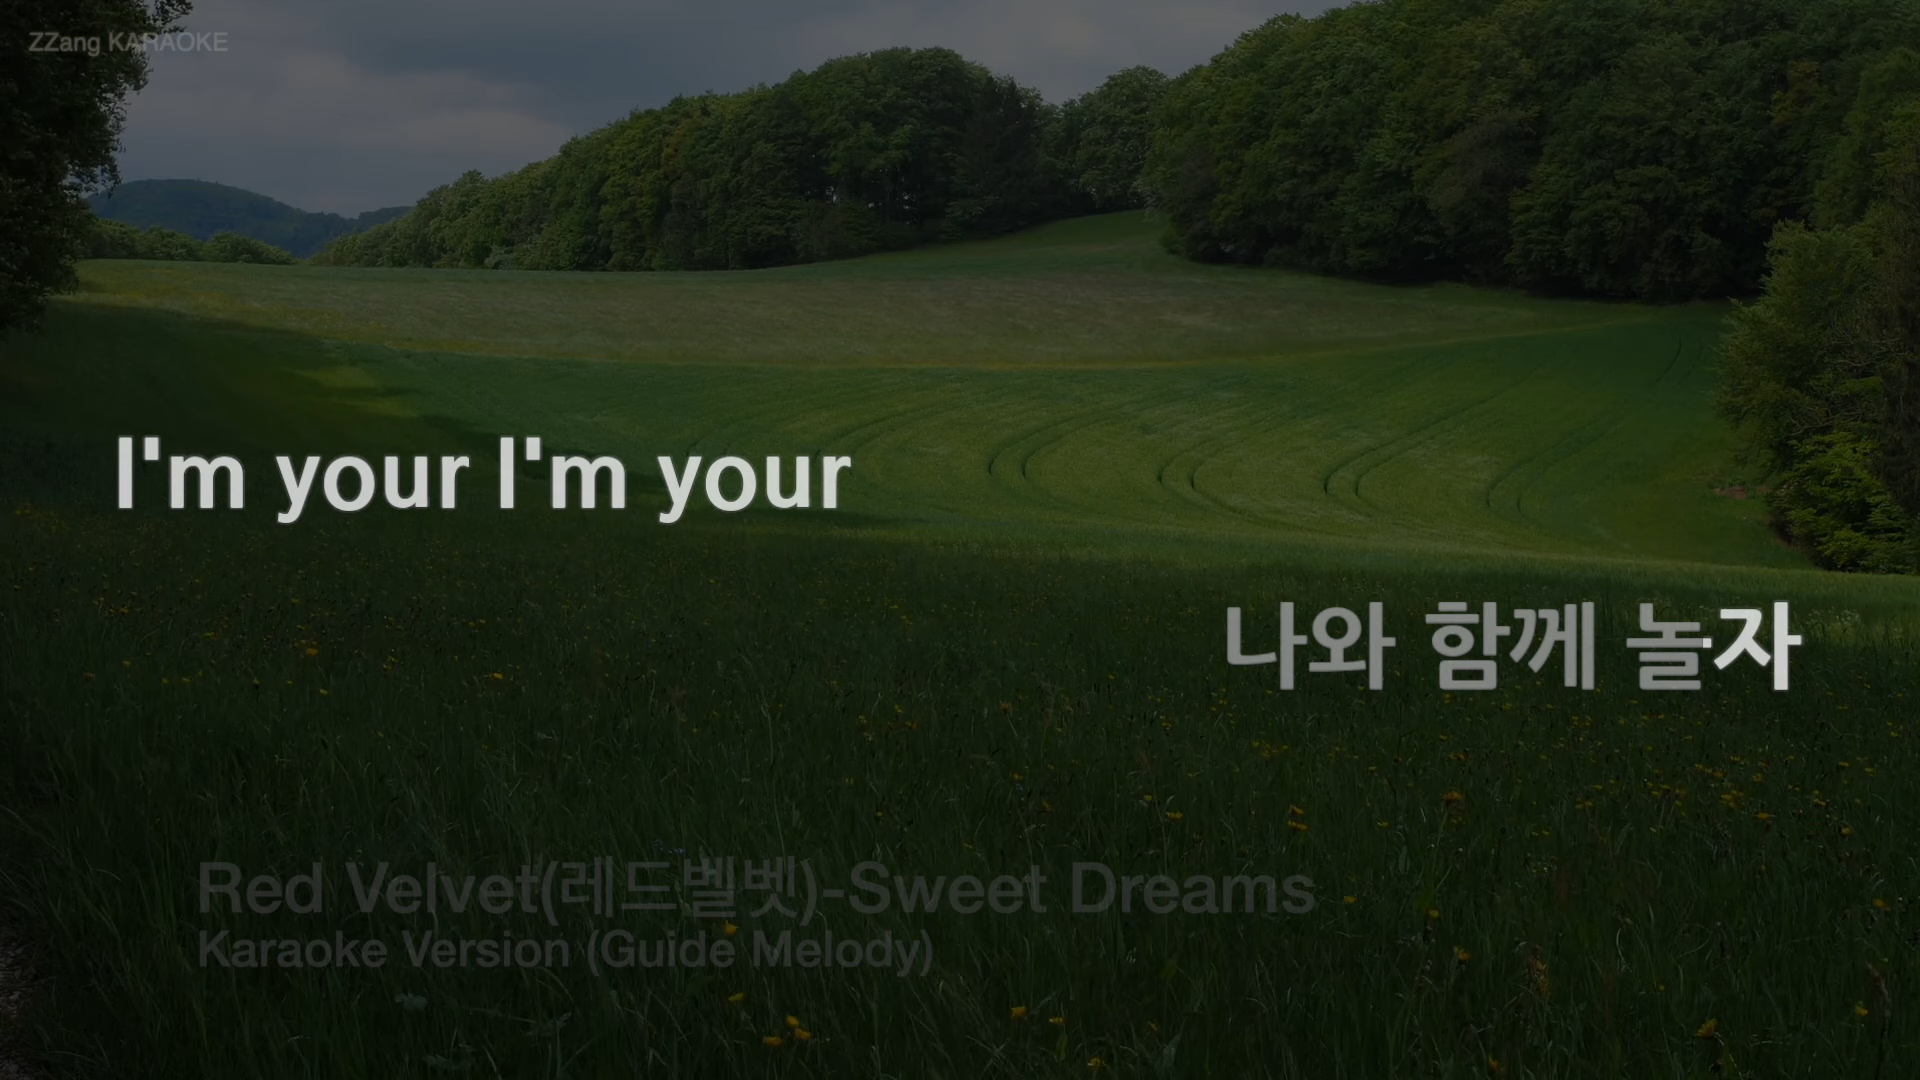 ZZang KARAOKE
I'm your I'm your
나와 함께 놀자
Red Velvet(레드벨벳)-Sweet Dreams
Karaoke Version (Guide Melody)